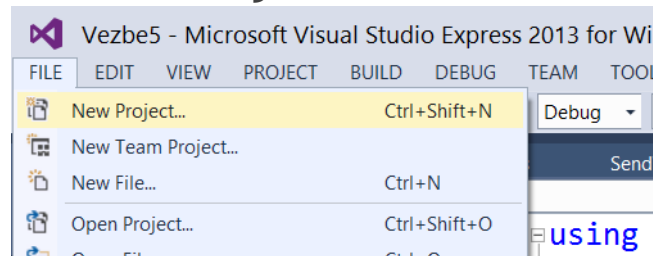 Vezbe5 - Microsoft Visual Studio Express 2013 for Wi
FILE EDIT VIEW PROJECT BUILD DEBUG TEAM TOOL
New Project... Ctrl+Shift+N Debug
New Team Project...
Send
New File... Ctrl+N
Open Project... Ctrl+Shift+O
using